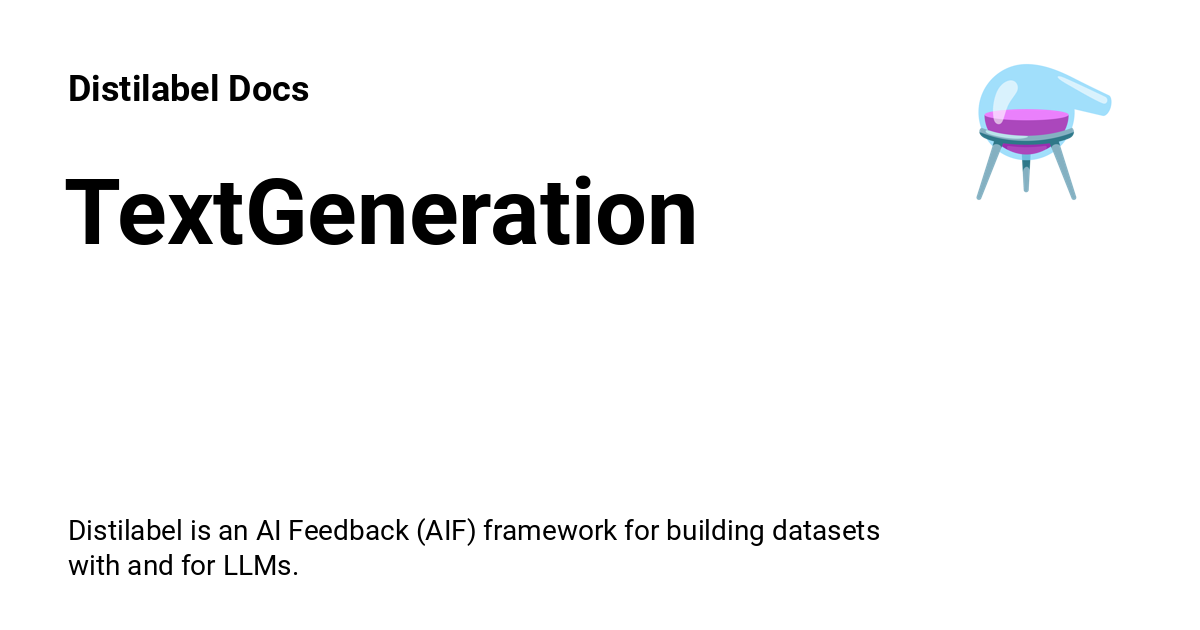 Distilabel Docs
TextGeneration
Distilabel is an AI Feedback (AIF) framework for building datasets
with and for LLMs.